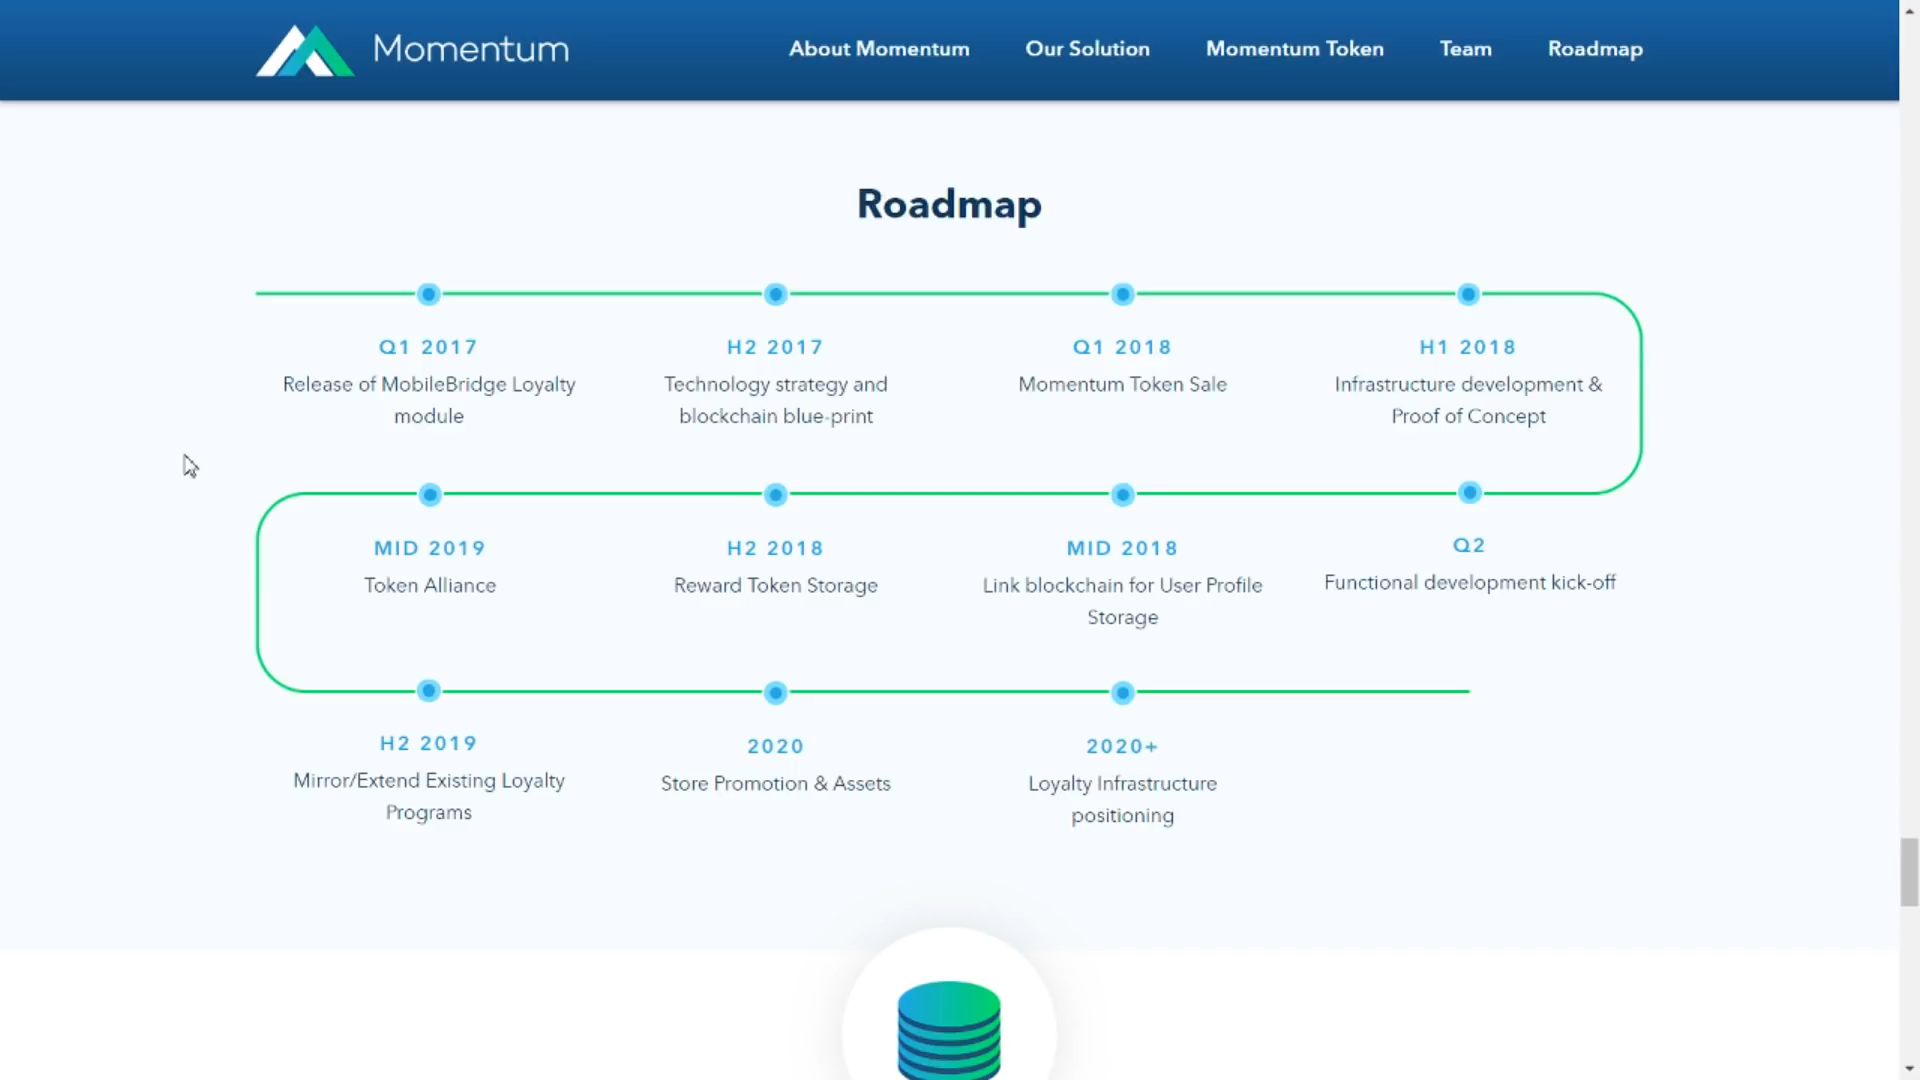 Momentum
About Momentum
Our Solution
Momentum Token
Team
Roadmap
Roadmap
Q1 2017
Release of MobileBridge Loyalty
module
H2 2017
Technology strategy and
blockchain blue-print
Q1 2018
Momentum Token Sale
H1 2018
Infrastructure development &
Proof of Concept
MID 2019
Token Alliance
H2 2018
Reward Token Storage
MID 2018
Link blockchain for User Profile
Storage
Q2
Functional development kick-off
H2 2019
Mirror/Extend Existing Loyalty
Programs
2020
Store Promotion & Assets
2020+
Loyalty Infrastructure
positioning